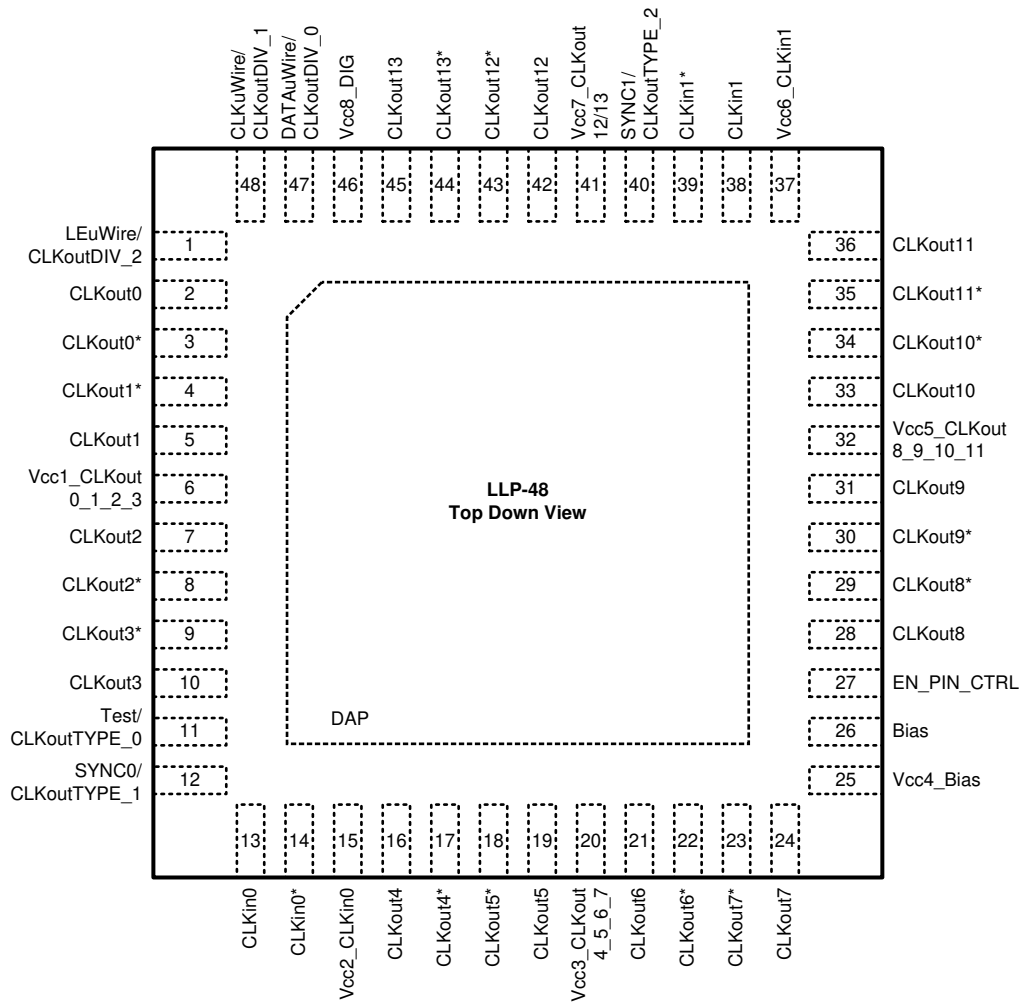 CLKuWire/
CLKoutDIV_1
DATAuWire/
CLKoutDIV_0
Vcc8_DIG
CLKout13
CLKout13*
CLKout12*
CLKout12
Vcc7_CLKout
12/13
SYNC1/
CLKoutTYPE_2
CLKin1*
CLKin1
Vcc6_CLKin1
48
47
46
45
44
43
42
41
40
39
38
37
LEuWire/
CLKoutDIV_2
1
CLKout0
2
CLKout0*
3
CLKout1*
4
CLKout1
5
Vcc1_CLKout
0_1_2_3
6
CLKout2
7
CLKout2*
8
CLKout3*
9
CLKout3
10
Test/
CLKoutTYPE_0
11
SYNC0/
CLKoutTYPE_1
12
LLP-48
Top Down View
DAP
36
CLKout11
35
CLKout11*
34
CLKout10*
33
CLKout10
32
Vcc5_CLKout
8_9_10_11
31
CLKout9
30
CLKout9*
29
CLKout8*
28
CLKout8
27
EN_PIN_CTRL
26
Bias
25
Vcc4_Bias
13
14
15
16
17
18
19
20
21
22
23
24
CLKin0
CLKin0*
Vcc2_CLKin0
CLKout4
CLKout4*
CLKout5*
CLKout5
Vcc3_CLKout
4_5_6_7
CLKout6
CLKout6*
CLKout7*
CLKout7